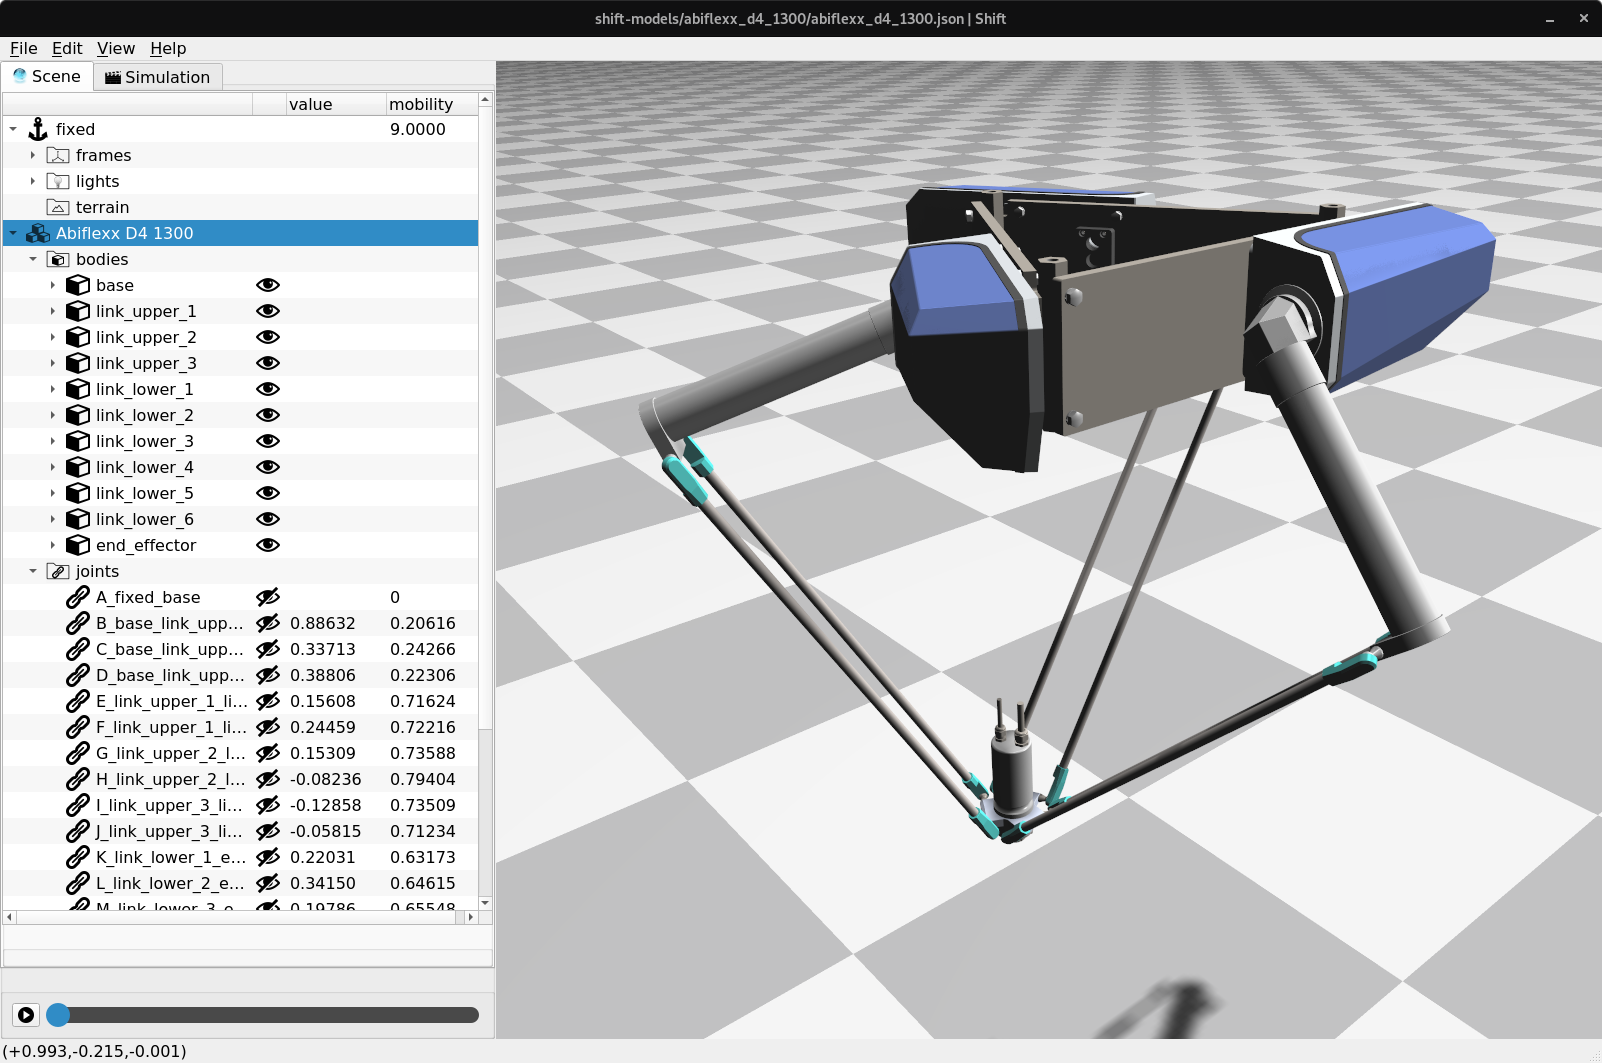 shift-models/abiflexx_d4_1300/abiflexx_d4_1300.json | Shift
File Edit View Help
Scene Simulation
value mobility
fixed 9.0000
frames
lights
terrain
Abiflexx D4 1300
bodies
base
link_upper_1
link_upper_2
link_upper_3
link_lower_1
link_lower_2
link_lower_3
link_lower_4
link_lower_5
link_lower_6
end_effector
joints
A_fixed_base 0
B_base_link_upp... 0.88632 0.20616
C_base_link_upp... 0.33713 0.24266
D_base_link_upp... 0.38806 0.22306
E_link_upper_1_li... 0.15608 0.71624
F_link_upper_1_li... 0.24459 0.72216
G_link_upper_2_l... 0.15309 0.73588
H_link_upper_2_l... -0.08236 0.79404
I_link_upper_3_li... -0.12858 0.73509
J_link_upper_3_li... -0.05815 0.71234
K_link_lower_1_e... 0.22031 0.63173
L_link_lower_2_e... 0.34150 0.64615
M_link_lower_3_e... 0.19786 0.65548
(+0.993,-0.215,-0.001)